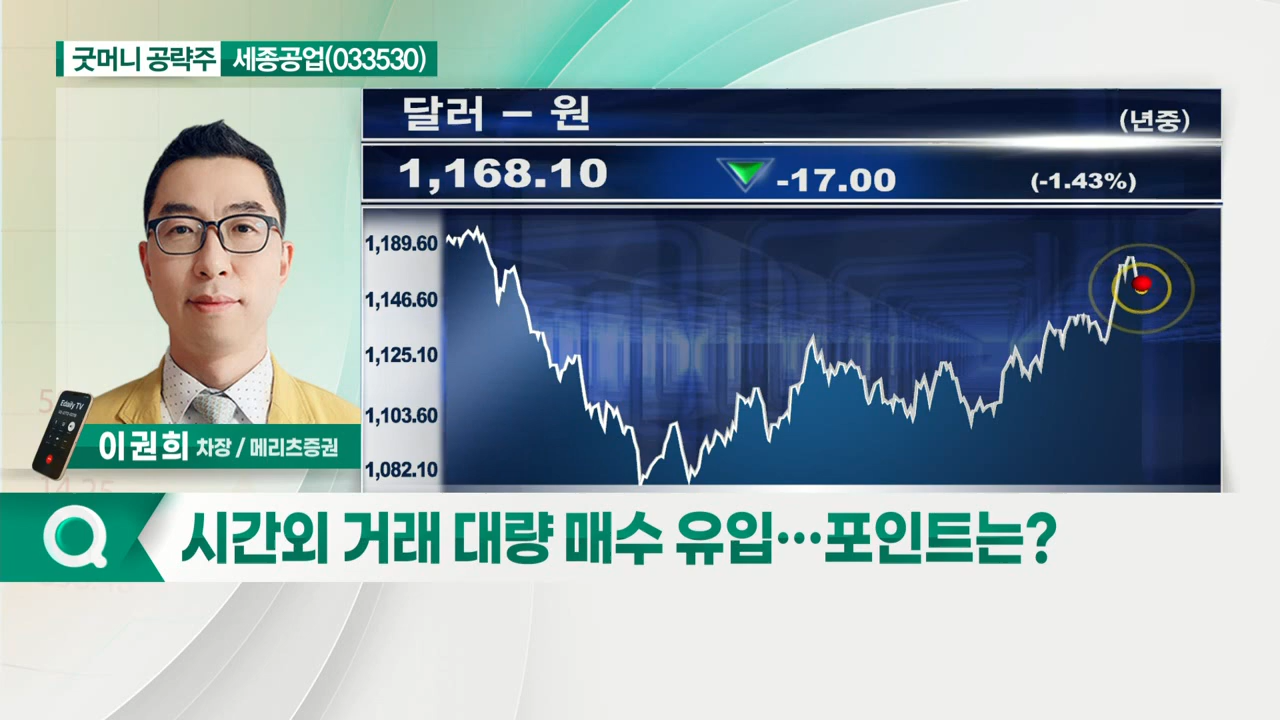 굿머니 공략주 세종공업(033530)
달러 - 원 (년중)
1,168.10 -17.00 (-1.43%)
1,189.60
1,146.60
1,125.10
1,103.60
1,082.10
Edaily TV
이권희 차장 / 메리츠증권
시간외 거래 대량 매수 유입…포인트는?